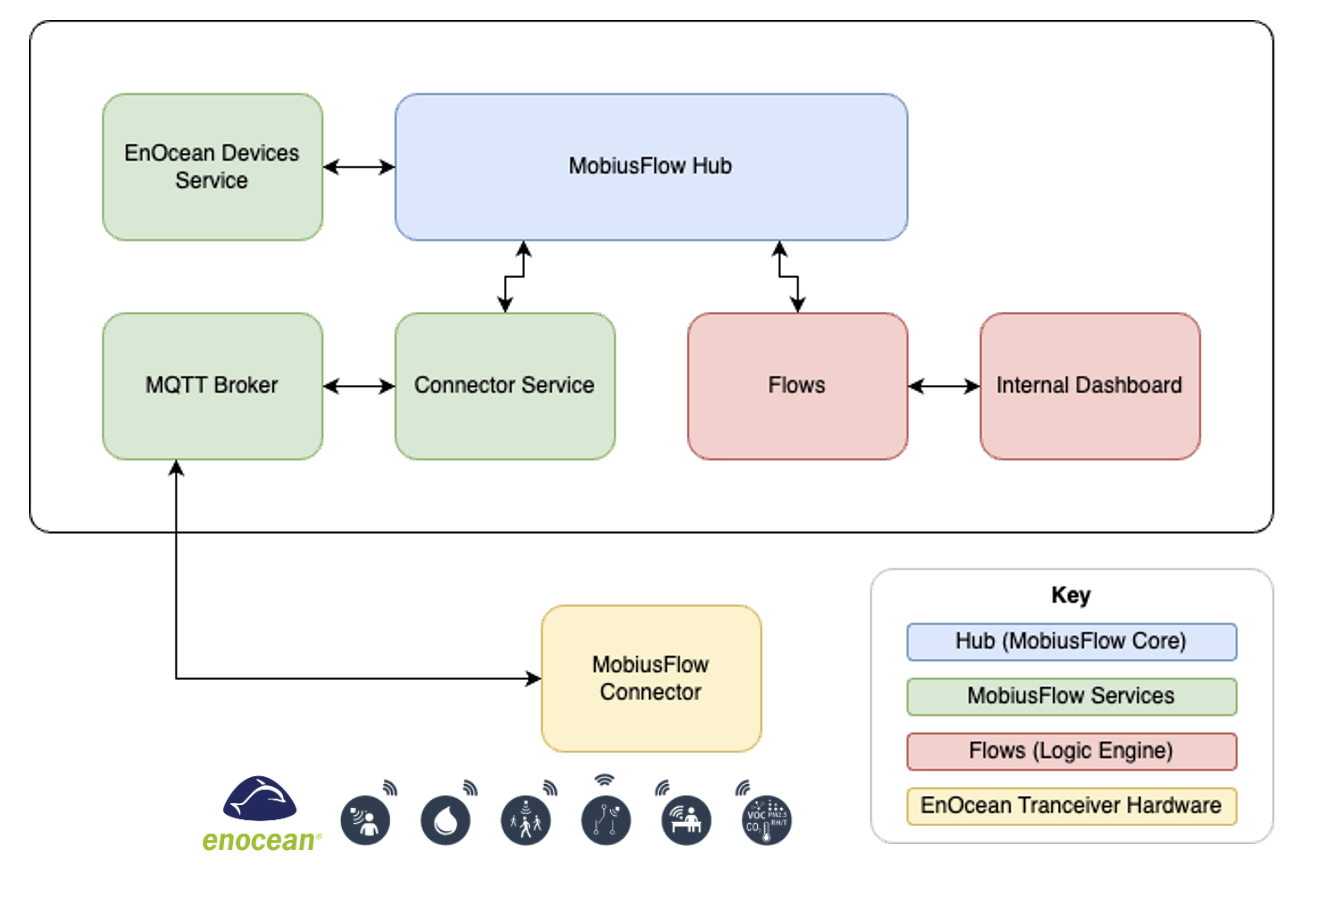 EnOcean Devices
Service
MobiusFlow Hub
MQTT Broker
Connector Service
Flows
Internal Dashboard
MobiusFlow
Connector
Key
Hub (MobiusFlow Core)
MobiusFlow Services
Flows (Logic Engine)
EnOcean Tranceiver Hardware
enocean®
VOC PM2.5
CO₂ RH/T